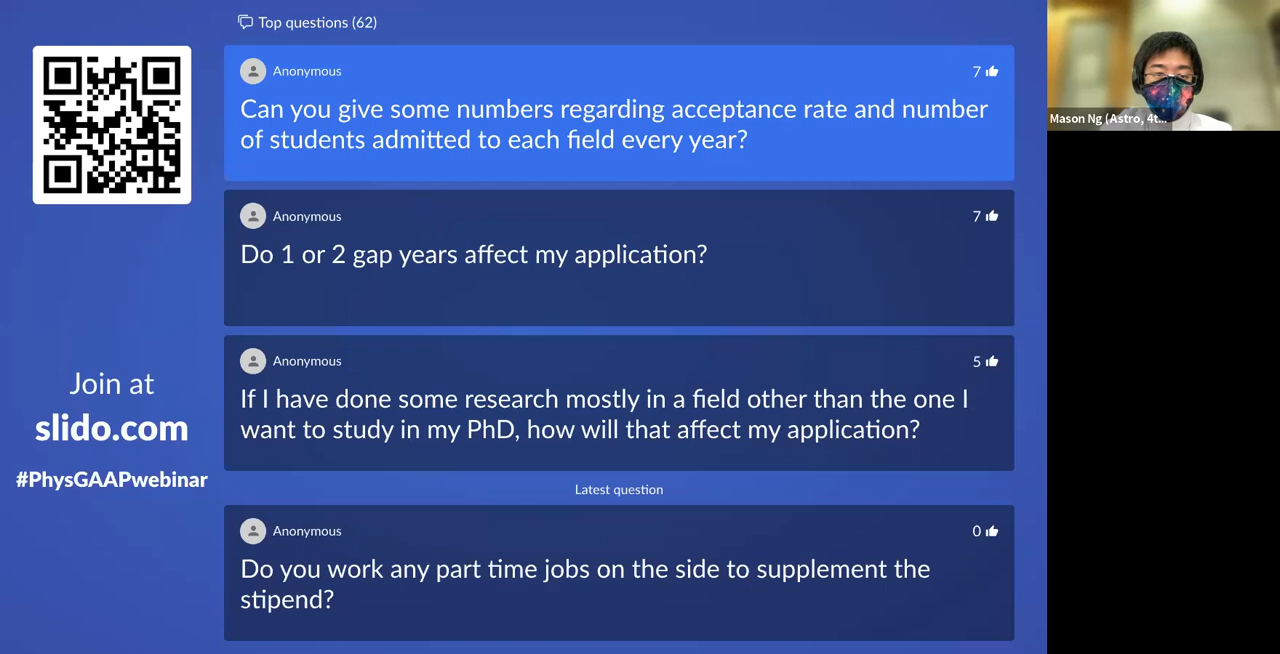 Top questions (62)
Anonymous
7
Can you give some numbers regarding acceptance rate and number
of students admitted to each field every year?
Anonymous
7
Do 1 or 2 gap years affect my application?
Anonymous
5
If I have done some research mostly in a field other than the one I
want to study in my PhD, how will that affect my application?
Latest question
Anonymous
0
Do you work any part time jobs on the side to supplement the
stipend?
Join at
slido.com
#PhysGAAPwebinar
Mason Ng (Astro, 4t...